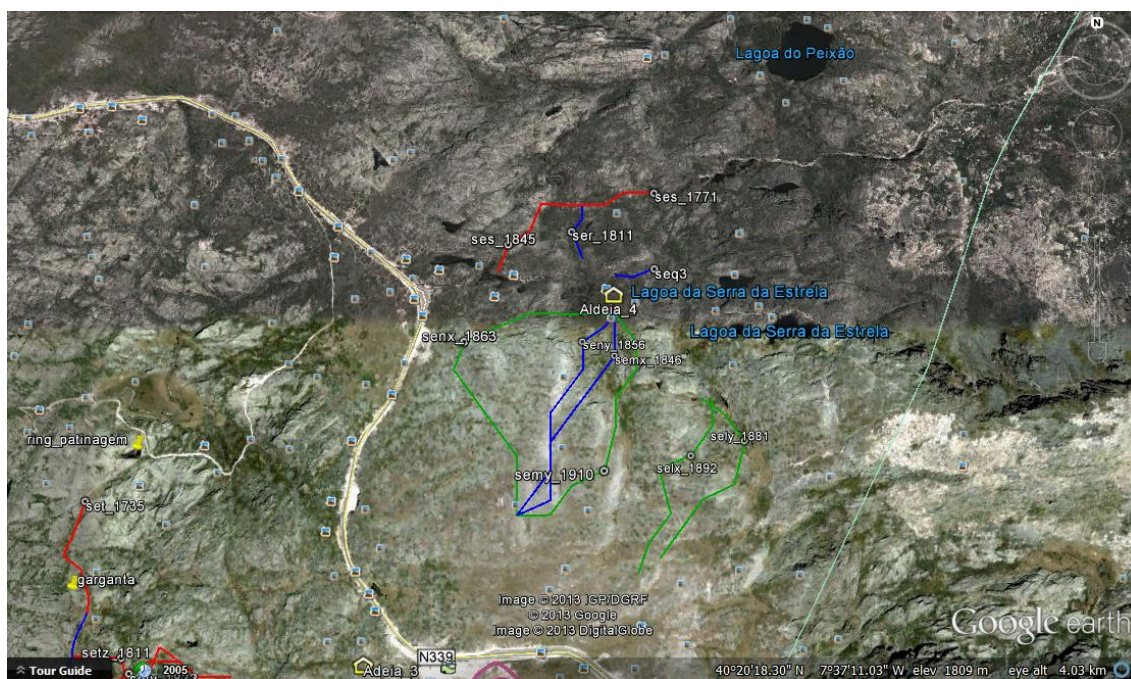 N
Lagoa do Peixão
ses_1771
ses_1845
ser_1811
seq3
Lagoa da Serra da Estrela
Aldeia_4
Lagoa da Serra da Estrela
senx_1863
seny_1856
semx_1846
ring_patinagem
sely_1881
selx_1892
semy_1910
set_1735
garganta
Image © 2013 IGP/DGRF
© 2013 Google
Image © 2013 DigitalGlobe
Google earth
setz_1811
N339
Tour Guide
2005
Adeia_3
40°20'18.30" N 7°37'11.03" W elev 1809 m eye alt 4.03 km